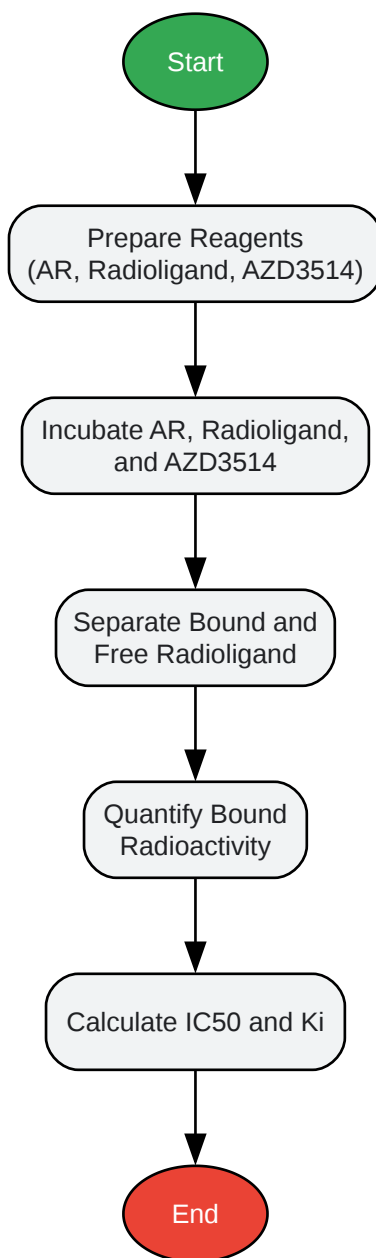 Start
Prepare Reagents
(AR, Radioligand, AZD3514)
Incubate AR, Radioligand,
and AZD3514
Separate Bound and
Free Radioligand
Quantify Bound
Radioactivity
Calculate IC50 and Ki
End